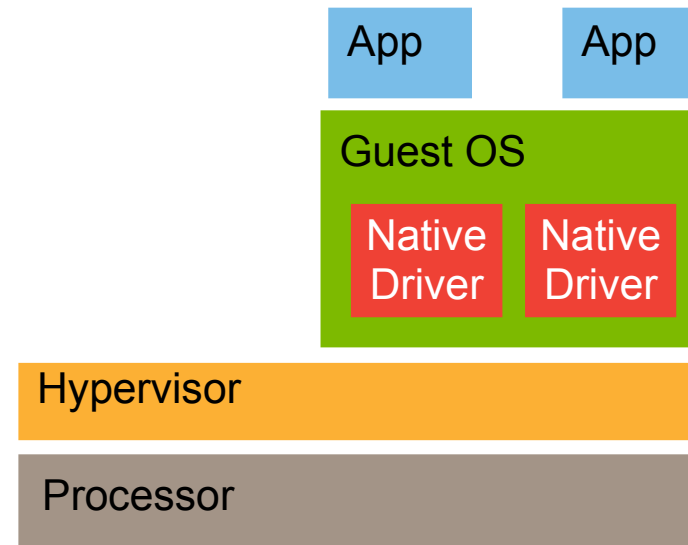 App App
Guest OS
Native Native
Driver Driver
Hypervisor
Processor